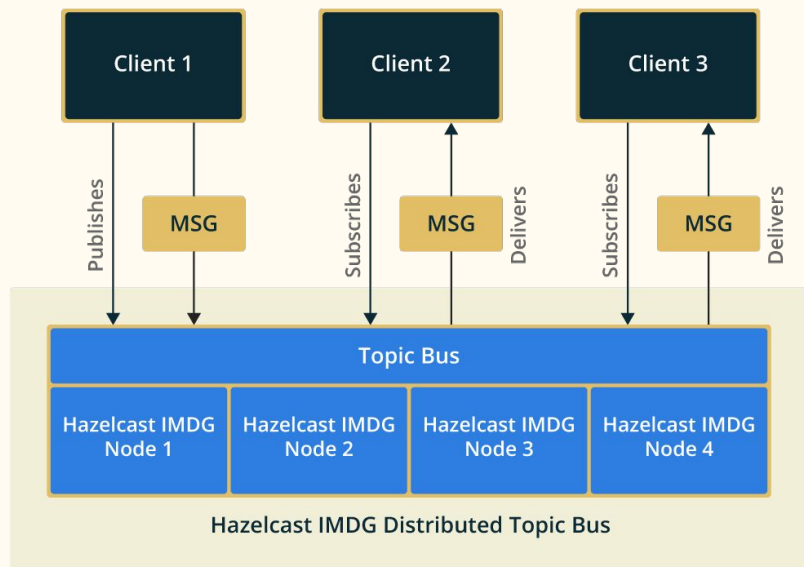 Client 1
Client 2
Client 3
Publishes
MSG
Subscribes
MSG
Delivers
Subscribes
MSG
Delivers
Topic Bus
Hazelcast IMDG
Node 1
Hazelcast IMDG
Node 2
Hazelcast IMDG
Node 3
Hazelcast IMDG
Node 4
Hazelcast IMDG Distributed Topic Bus